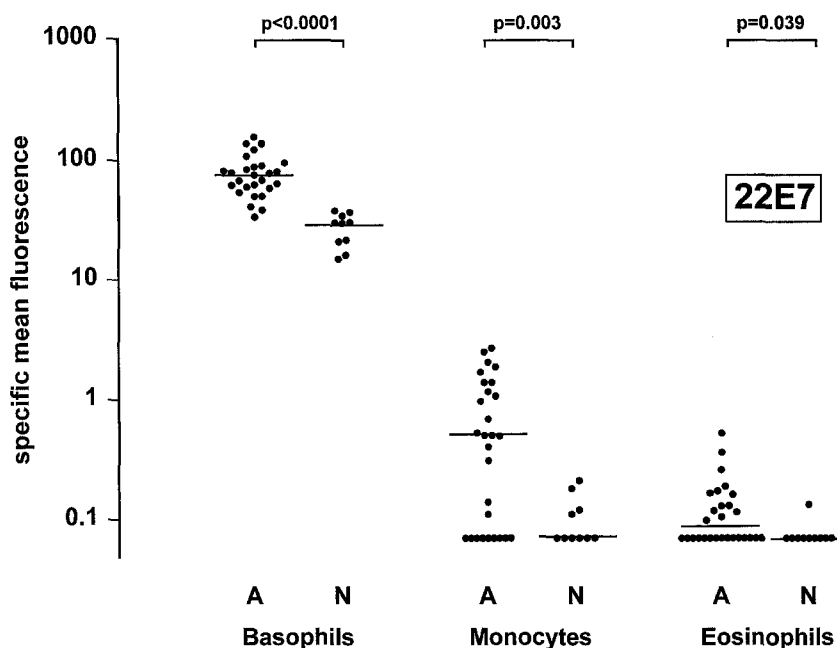 p<0.0001 p=0.003 p=0.039
1000
100
10
1
0.1
specific mean fluorescence
22E7
A N A N A N
Basophils Monocytes Eosinophils